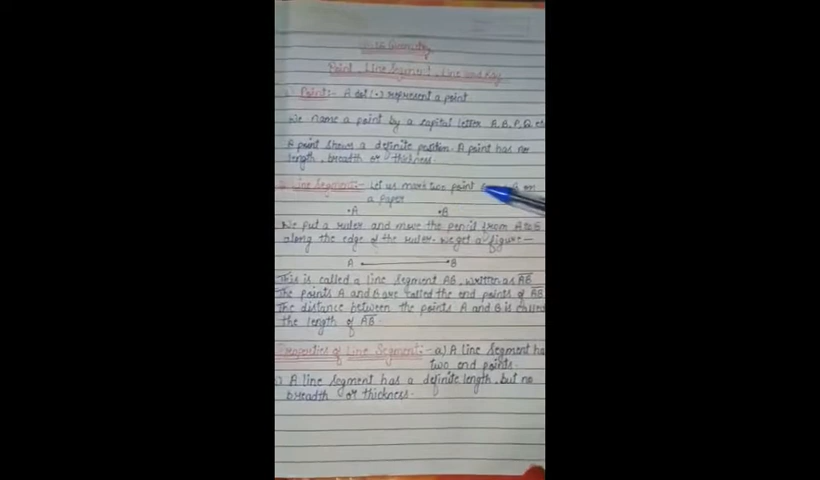 Geometry
Point, Line Segment, Line and Ray
Point:- A dot (•) represent a point
We name a point by a capital letter A, B, P, Q etc
A point shows a definite position. A point has no
length, breadth or thickness.
Line Segment:- Let us mark two point on
a paper
•A •B
We put a ruler and move the pencil from A to B
along the edge of the ruler. We get a figure—
A B
This is called a line segment AB, written as A̅B̅
The points A and B are called the end points of A̅B̅
The distance between the points A and B is called
the length of A̅B̅.
Properties of Line Segment:- a) A line segment ha
two end points.
A line segment has a definite length, but no
breadth or thickness.